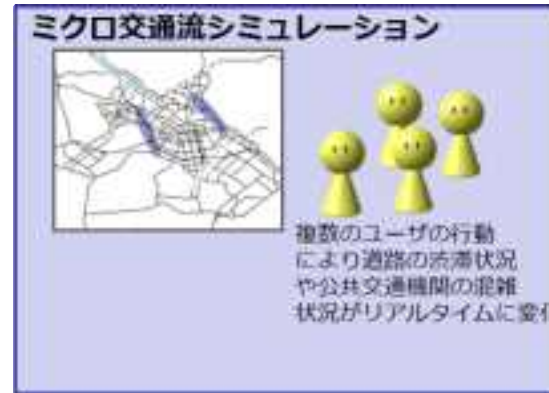 ミクロ交通流シミュレーション
複数のユーザの行動
により道路の渋滞状況
や公共交通機関の混雑
状況がリアルタイムに変化